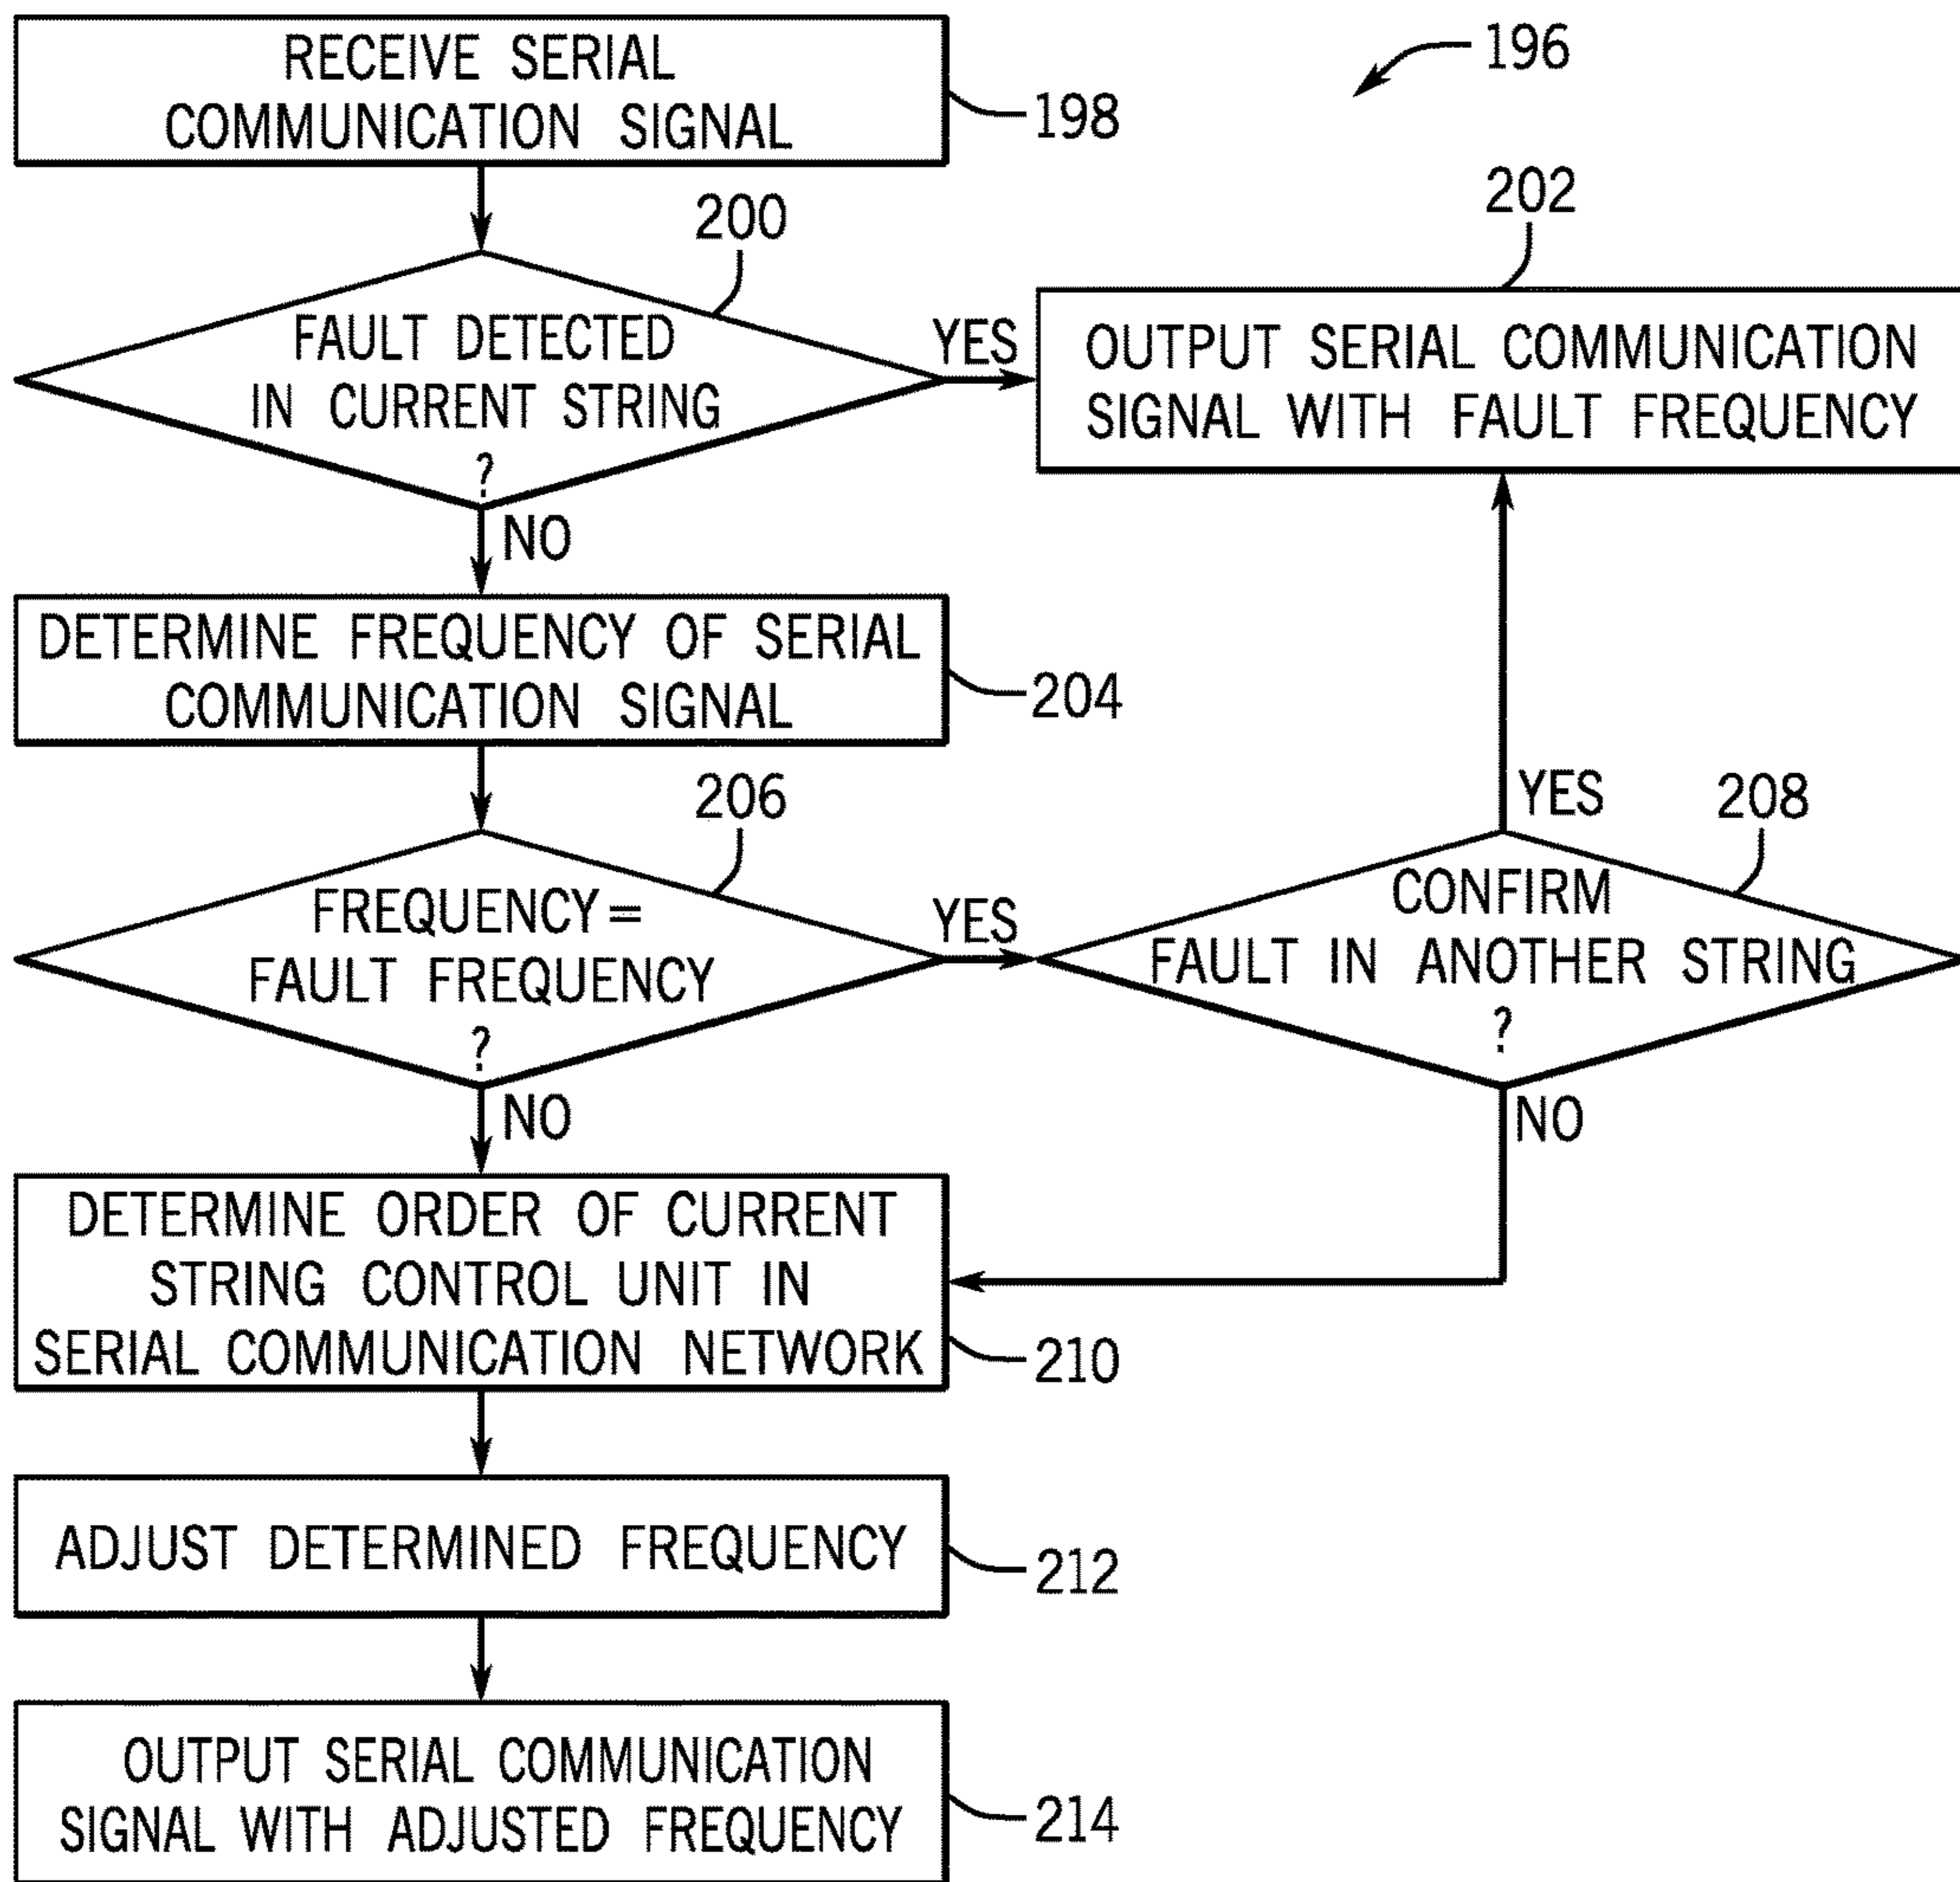 RECEIVE SERIAL
COMMUNICATION SIGNAL
198
196
200
FAULT DETECTED
IN CURRENT STRING
?
YES
NO
202
OUTPUT SERIAL COMMUNICATION
SIGNAL WITH FAULT FREQUENCY
DETERMINE FREQUENCY OF SERIAL
COMMUNICATION SIGNAL
204
206
FREQUENCY=
FAULT FREQUENCY
?
YES
NO
YES
208
CONFIRM
FAULT IN ANOTHER STRING
?
NO
DETERMINE ORDER OF CURRENT
STRING CONTROL UNIT IN
SERIAL COMMUNICATION NETWORK
210
ADJUST DETERMINED FREQUENCY
212
OUTPUT SERIAL COMMUNICATION
SIGNAL WITH ADJUSTED FREQUENCY
214